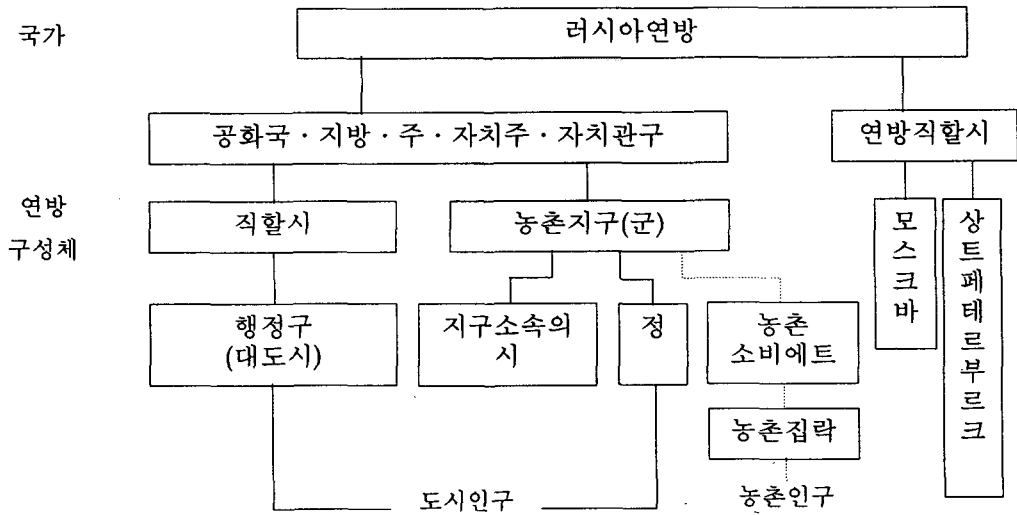 국가
러시아연방
공화국 · 지방 · 주 · 자치주 · 자치관구
연방직할시
연방
구성체
직할시
농촌지구(군)
모스크바
상트페테르부르크
행정구
(대도시)
지구소속의
시
정
농촌
소비에트
농촌집락
도시인구
농촌인구